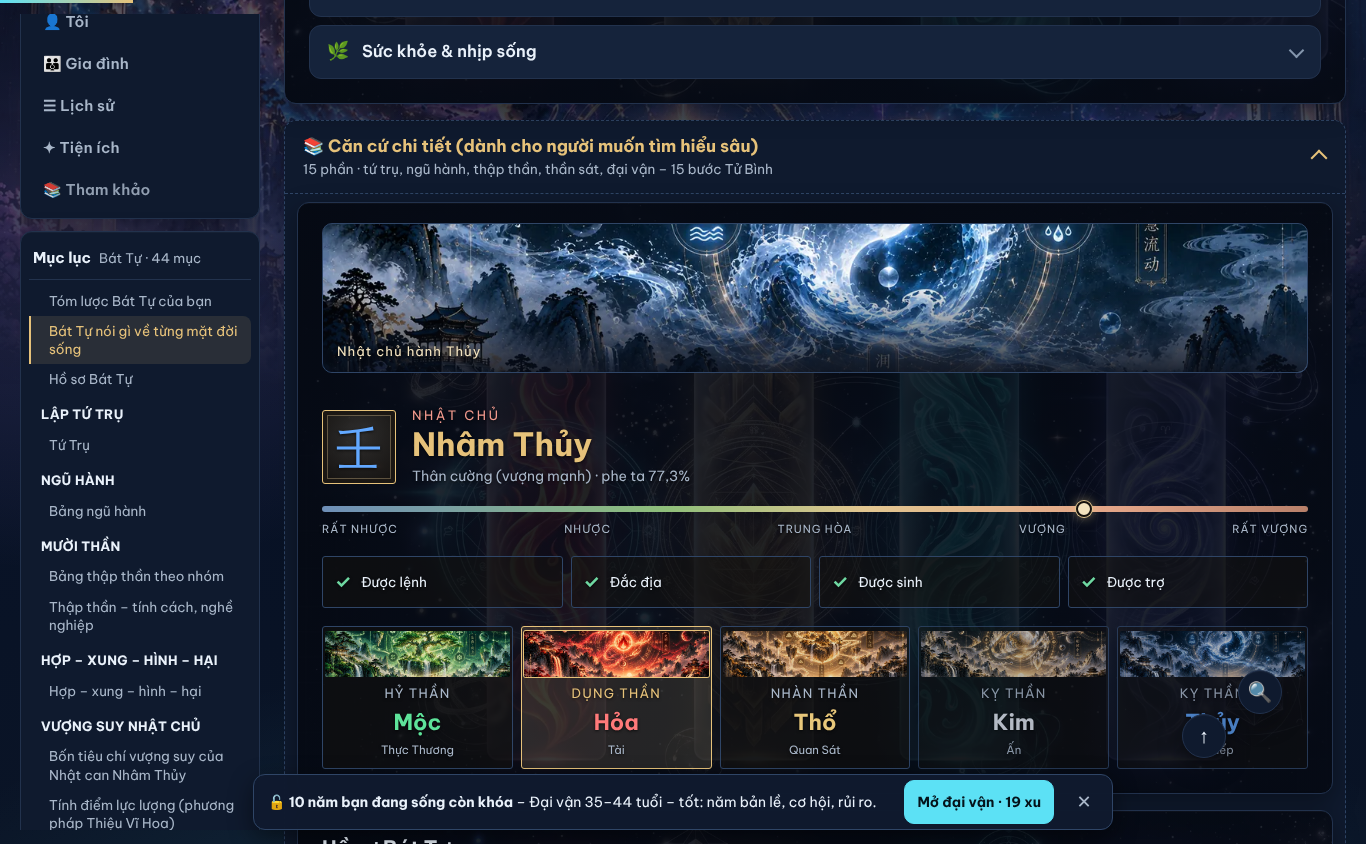 Tôi
Gia đình
Lịch sử
Tiện ích
Tham khảo
Mục lục Bát Tự · 44 mục
Tóm lược Bát Tự của bạn
Bát Tự nói gì về từng mặt đời
sống
Hồ sơ Bát Tự
LẬP TỨ TRỤ
Tứ Trụ
NGŨ HÀNH
Bảng ngũ hành
MƯỜI THẦN
Bảng thập thần theo nhóm
Thập thần – tính cách, nghề
nghiệp
HỢP – XUNG – HÌNH – HẠI
Hợp – xung – hình – hại
VƯỢNG SUY NHẬT CHỦ
Bốn tiêu chí vượng suy của
Nhật can Nhâm Thủy
Tính điểm lực lượng (phương
pháp Thiệu Vĩ Hoa)
Sức khỏe & nhịp sống
Căn cứ chi tiết (dành cho người muốn tìm hiểu sâu)
15 phần · tứ trụ, ngũ hành, thập thần, thần sát, đại vận – 15 bước Tử Bình
流
动
Nhật chủ hành Thủy
壬
NHẬT CHỦ
Nhâm Thủy
Thân cường (vượng mạnh) · phe ta 77,3%
RẤT NHƯỢC NHƯỢC TRUNG HÒA VƯỢNG RẤT VƯỢNG
Được lệnh
Đắc địa
Được sinh
Được trợ
HỶ THẦN
Mộc
Thực Thương
DỤNG THẦN
Hỏa
Tài
NHÀN THẦN
Thổ
Quan Sát
KỴ THẦN
Kim
Ấn
KỴ THẦN
10 năm bạn đang sống còn khóa – Đại vận 35–44 tuổi – tốt: năm bản lề, cơ hội, rủi ro.
Mở đại vận · 19 xu